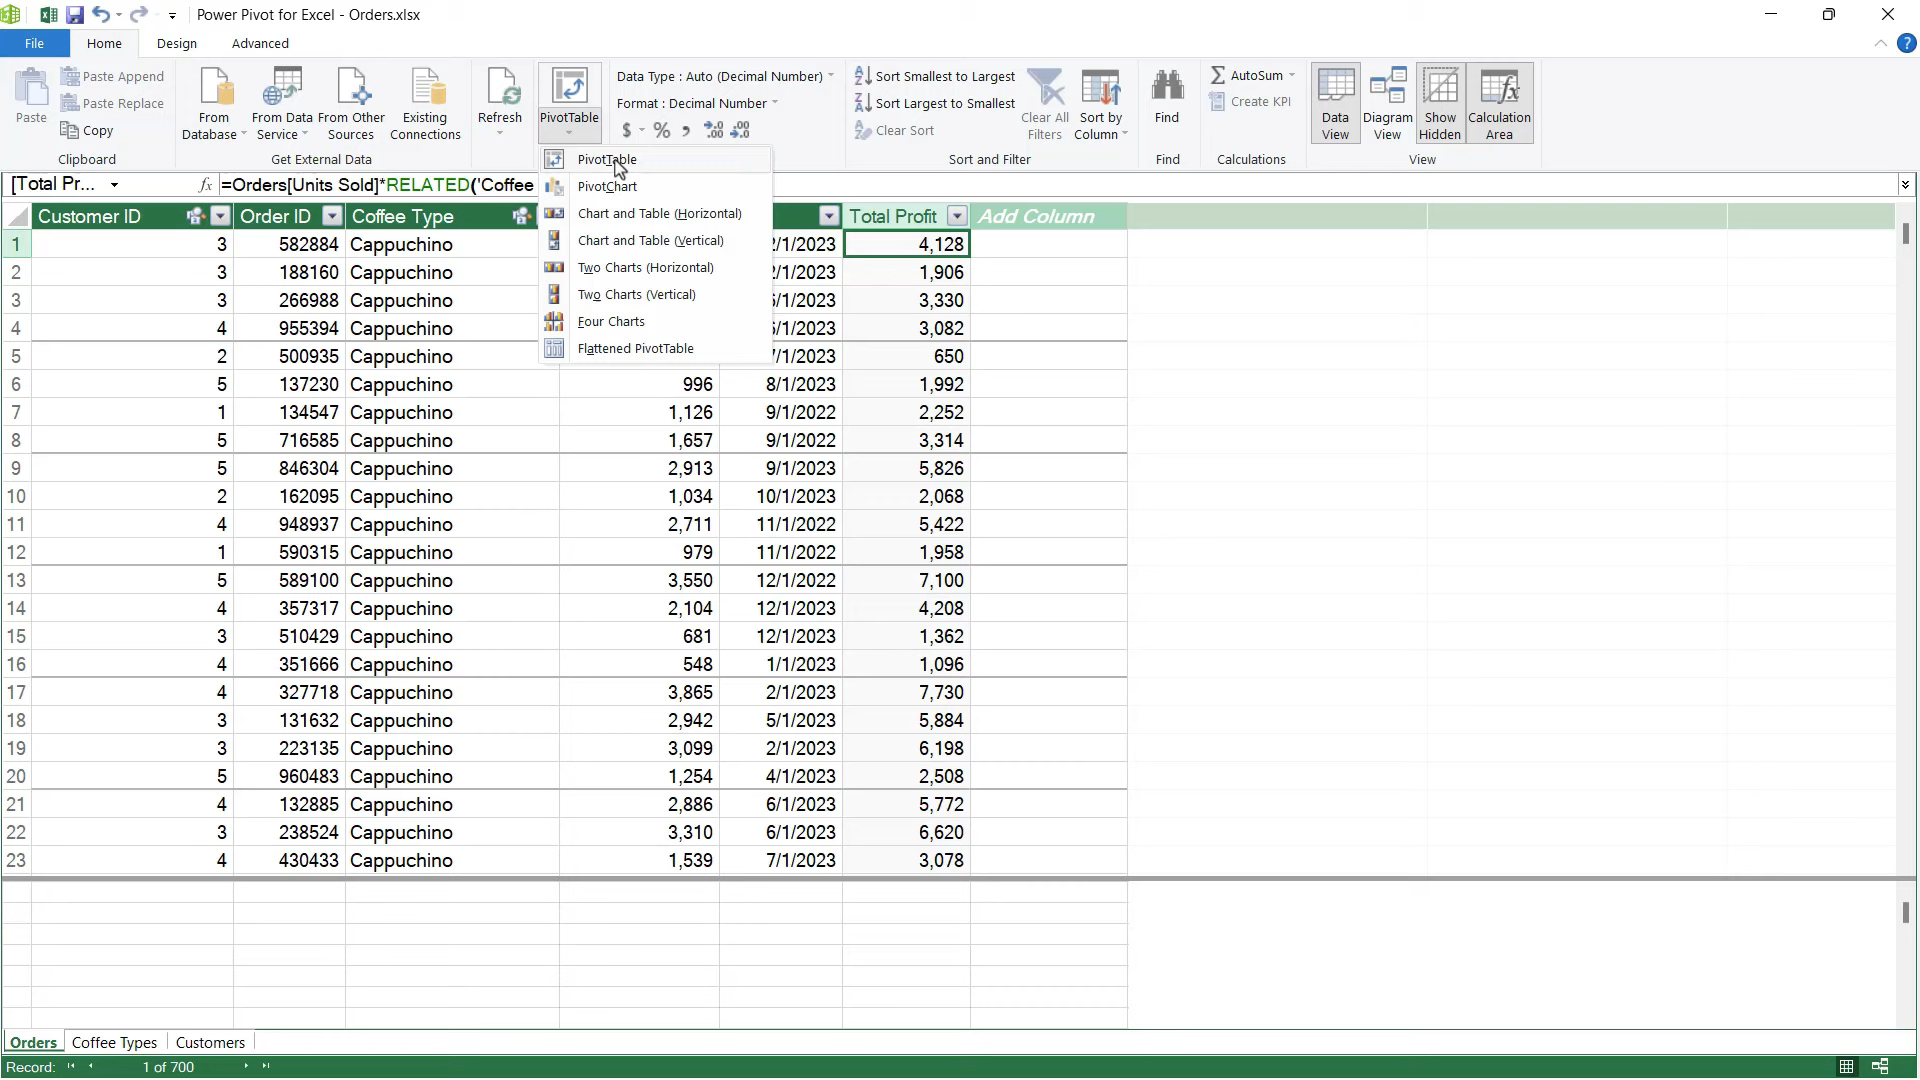 Power Pivot for Excel - Orders.xlsx
File Home Design Advanced
Paste
Paste Append
Paste Replace
Copy
Clipboard
From Database
From Data Service
From Other Sources
Existing Connections
Get External Data
Refresh
PivotTable
Data Type : Auto (Decimal Number)
Format : Decimal Number
$ % ,
Sort Smallest to Largest
Sort Largest to Smallest
Clear Sort
Clear All Filters
Sort by Column
Sort and Filter
Find
Find
AutoSum
Create KPI
Calculations
Data View
Diagram View
Show Hidden
Calculation Area
View
PivotTable
PivotChart
Chart and Table (Horizontal)
Chart and Table (Vertical)
Two Charts (Horizontal)
Two Charts (Vertical)
Four Charts
Flattened PivotTable
[Total Pr... fx =Orders[Units Sold]*RELATED('Coffee
Customer ID Order ID Coffee Type Total Profit Add Column
1 3 582884 Cappuchino 2/1/2023 4,128
2 3 188160 Cappuchino 2/1/2023 1,906
3 3 266988 Cappuchino 6/1/2023 3,330
4 4 955394 Cappuchino 6/1/2023 3,082
5 2 500935 Cappuchino 7/1/2023 650
6 5 137230 Cappuchino 996 8/1/2023 1,992
7 1 134547 Cappuchino 1,126 9/1/2022 2,252
8 5 716585 Cappuchino 1,657 9/1/2022 3,314
9 5 846304 Cappuchino 2,913 9/1/2023 5,826
10 2 162095 Cappuchino 1,034 10/1/2023 2,068
11 4 948937 Cappuchino 2,711 11/1/2022 5,422
12 1 590315 Cappuchino 979 11/1/2022 1,958
13 5 589100 Cappuchino 3,550 12/1/2022 7,100
14 4 357317 Cappuchino 2,104 12/1/2023 4,208
15 3 510429 Cappuchino 681 12/1/2023 1,362
16 4 351666 Cappuchino 548 1/1/2023 1,096
17 4 327718 Cappuchino 3,865 2/1/2023 7,730
18 3 131632 Cappuchino 2,942 5/1/2023 5,884
19 3 223135 Cappuchino 3,099 2/1/2023 6,198
20 5 960483 Cappuchino 1,254 4/1/2023 2,508
21 4 132885 Cappuchino 2,886 6/1/2023 5,772
22 3 238524 Cappuchino 3,310 6/1/2023 6,620
23 4 430433 Cappuchino 1,539 7/1/2023 3,078
Orders Coffee Types Customers
Record: 1 of 700